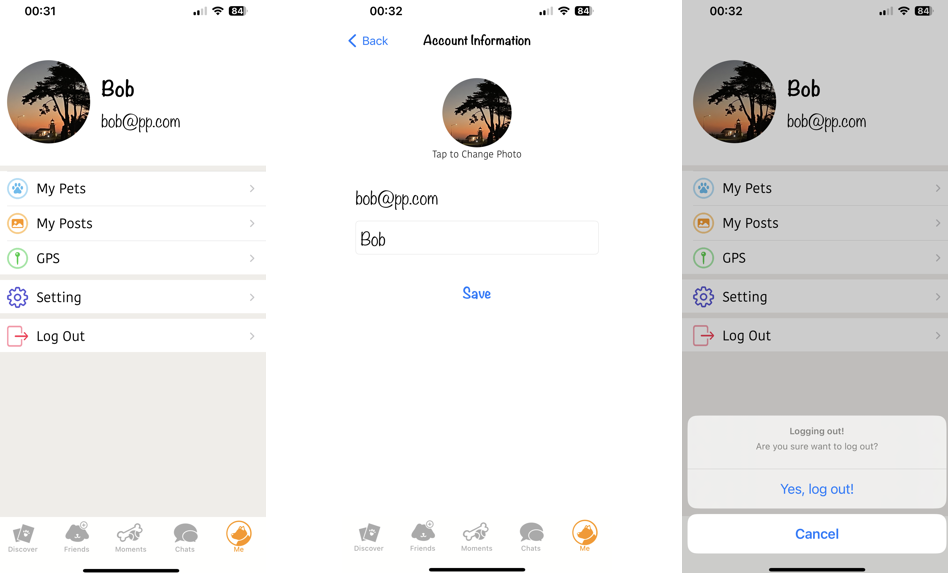 00:31
84
Bob
bob@pp.com
My Pets
My Posts
GPS
Setting
Log Out
Discover
Friends
Moments
Chats
Me
00:32
84
Back
Account Information
Tap to Change Photo
bob@pp.com
Bob
Save
Discover
Friends
Moments
Chats
Me
00:32
84
Bob
bob@pp.com
My Pets
My Posts
GPS
Setting
Log Out
Logging out!
Are you sure want to log out?
Yes, log out!
Cancel